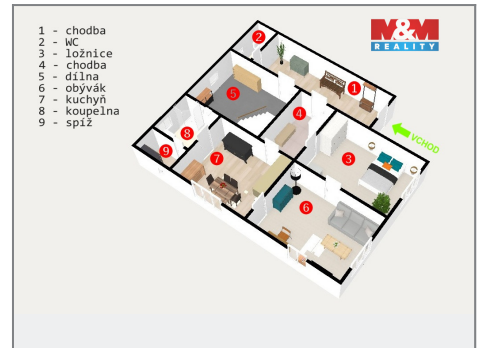 1 - chodba
2 - WC
3 - ložnice
4 - chodba
5 - dílna
6 - obývák
7 - kuchyň
8 - koupelna
9 - spíž
M&M
REALITY
2
1
5
4
VCHOD
8
3
9
7
6